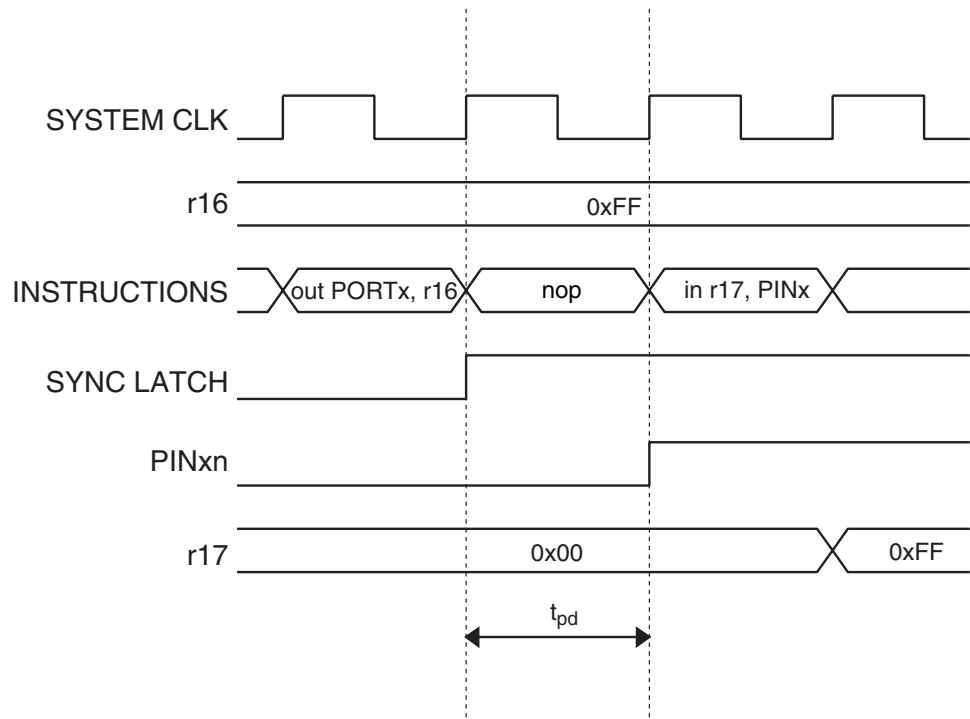 SYSTEM CLK
r16
0xFF
INSTRUCTIONS
out PORTx, r16
nop
in r17, PINx
SYNC LATCH
PINxn
r17
0x00
0xFF
tpd